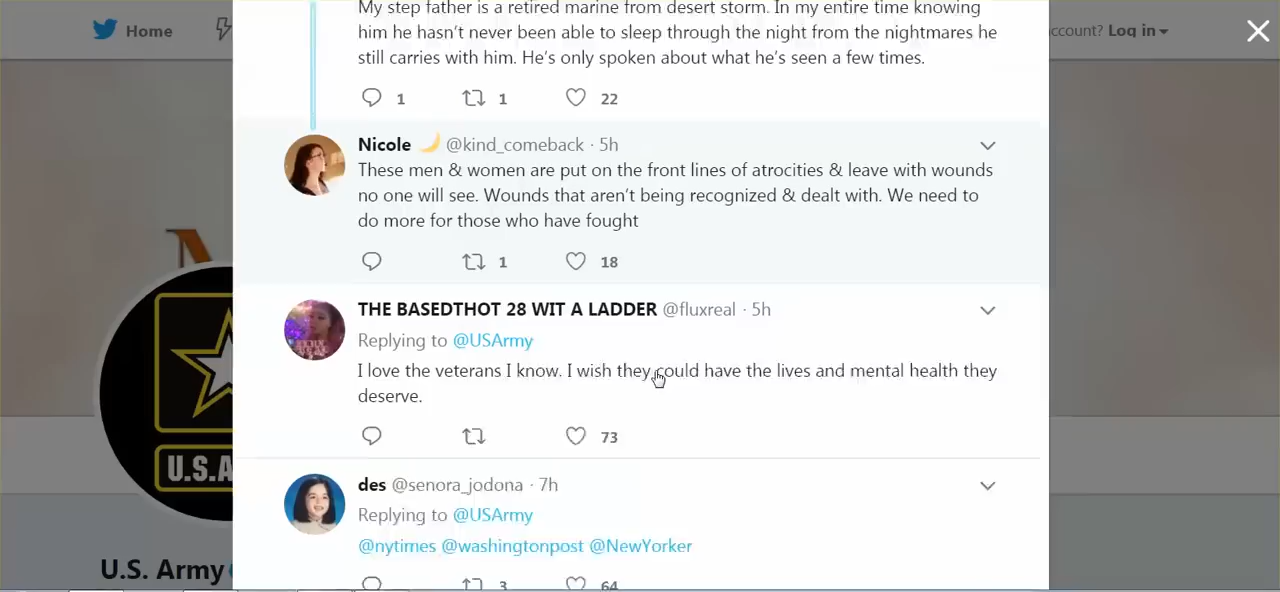 My step father is a retired marine from desert storm. In my entire time knowing
him he hasn't never been able to sleep through the night from the nightmares he
still carries with him. He's only spoken about what he's seen a few times.
Home
account? Log in
1 1 22
Nicole 🌙 @kind_comeback · 5h
These men & women are put on the front lines of atrocities & leave with wounds
no one will see. Wounds that aren't being recognized & dealt with. We need to
do more for those who have fought
1 18
THE BASEDTHOT 28 WIT A LADDER @fluxreal · 5h
Replying to @USArmy
I love the veterans I know. I wish they could have the lives and mental health they
deserve.
73
U.S.A
des @senora_jodona · 7h
Replying to @USArmy
@nytimes @washingtonpost @NewYorker
3 64
U.S. Army